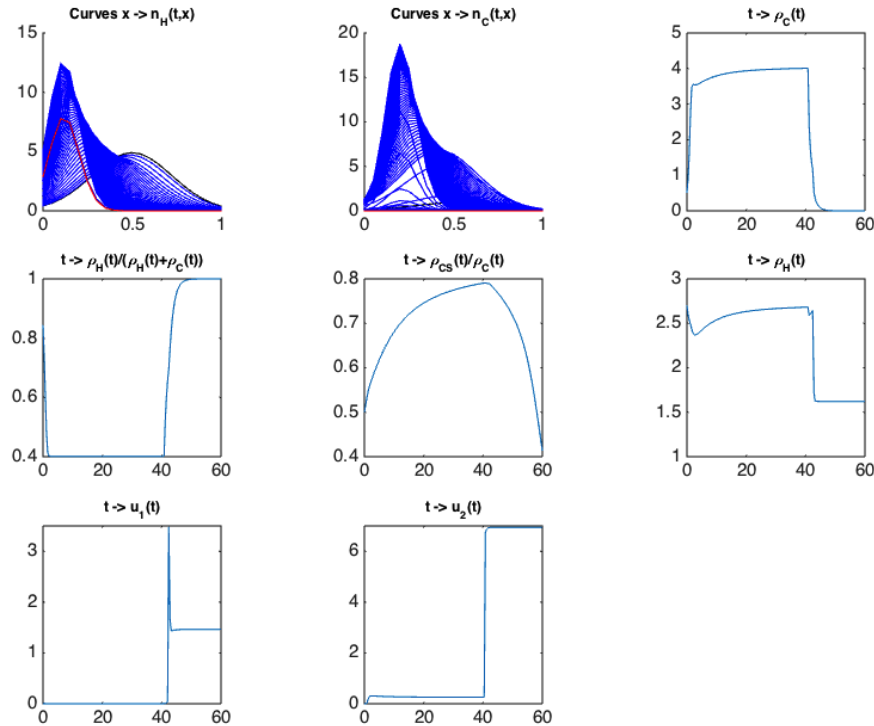 Curves x -> n_H(t,x)
15
10
5
0
0 0.5 1
Curves x -> n_C(t,x)
20
15
10
5
0
0 0.5 1
t -> ρ_C(t)
5
4
3
2
1
0
0 20 40 60
t -> ρ_H(t)/(ρ_H(t)+ρ_C(t))
1
0.8
0.6
0.4
0 20 40 60
t -> ρ_CS(t)/ρ_C(t)
0.8
0.7
0.6
0.5
0.4
0 20 40 60
t -> ρ_H(t)
3
2.5
2
1.5
1
0 20 40 60
t -> u_1(t)
3
2
1
0
0 20 40 60
t -> u_2(t)
6
4
2
0
0 20 40 60